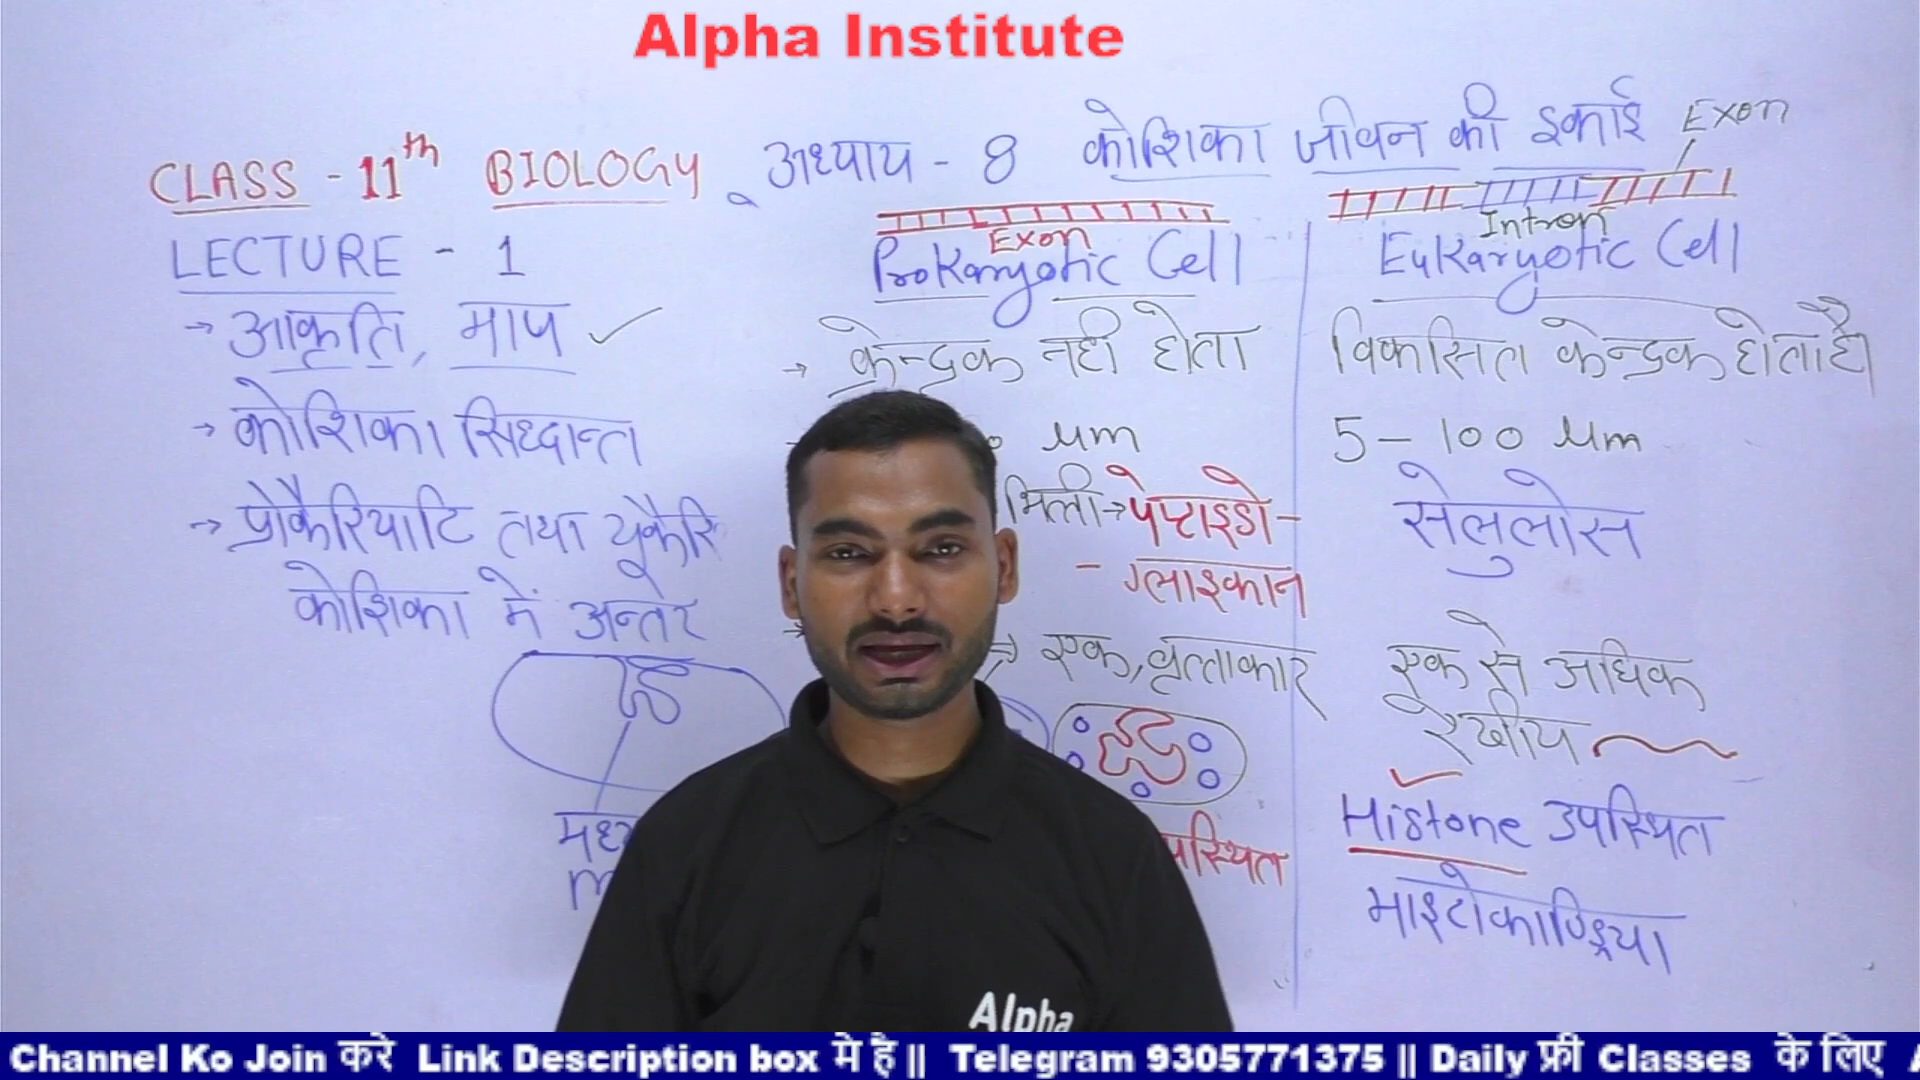 Alpha Institute
CLASS - 11th BIOLOGY
अध्याय - 8 कोशिका जीवन की इकाई
Exon
LECTURE - 1
Exon
Intron
Prokaryotic Cell
Eukaryotic Cell
→ आकृति, माप ✓
→ केन्द्रक नहीं होता
विकसित केन्द्रक होता है।
→ कोशिका सिध्दान्त
μm
5 - 100 μm
→ प्रोकैरियाटि तथा यूकैरि
कोशिका में अन्तर
भित्ती → पेप्टाइडो-
- ग्लाइकान
सेलुलोस
⇒ एक, वृत्ताकार
एक से अधिक
रेखीय
Histone उपस्थित
माइटोकाण्ड्रिया
Alpha
Channel Ko Join करे Link Description box मे है || Telegram 9305771375 || Daily फ्री Classes के लिए